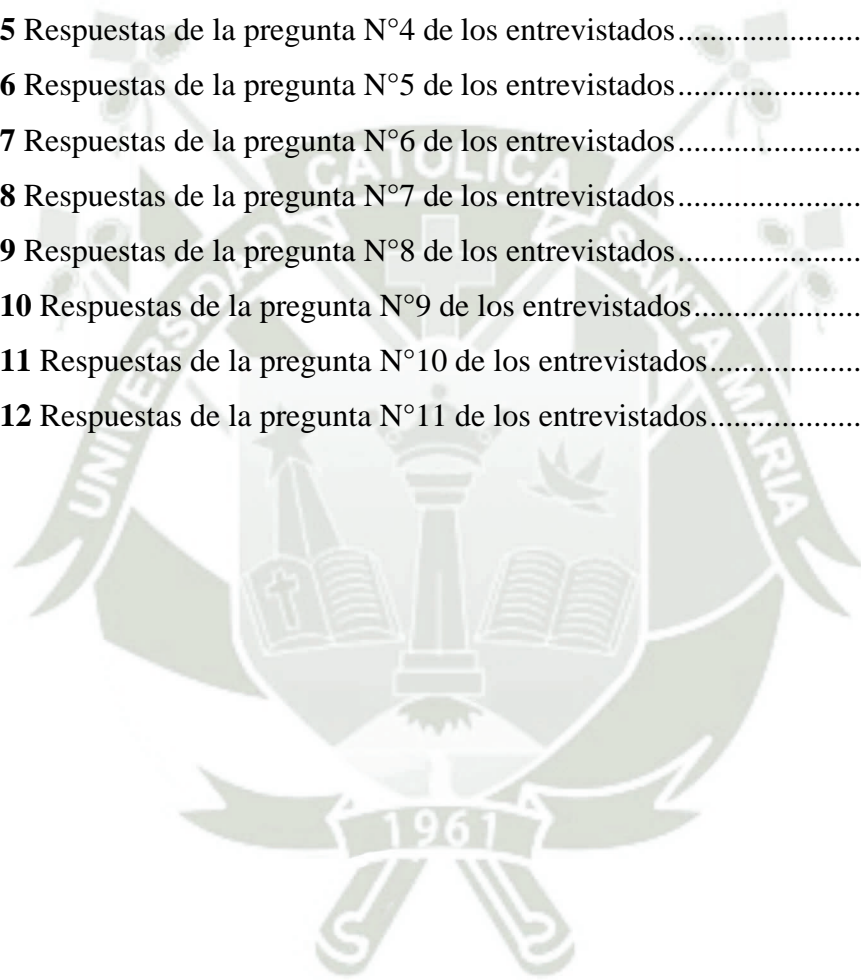 5 Respuestas de la pregunta N°4 de los entrevistados......................
6 Respuestas de la pregunta N°5 de los entrevistados......................
7 Respuestas de la pregunta N°6 de los entrevistados......................
8 Respuestas de la pregunta N°7 de los entrevistados......................
9 Respuestas de la pregunta N°8 de los entrevistados......................
10 Respuestas de la pregunta N°9 de los entrevistados....................
11 Respuestas de la pregunta N°10 de los entrevistados..................
12 Respuestas de la pregunta N°11 de los entrevistados..................
UNIVERSIDAD CATOLICA SANTA MARIA
1961